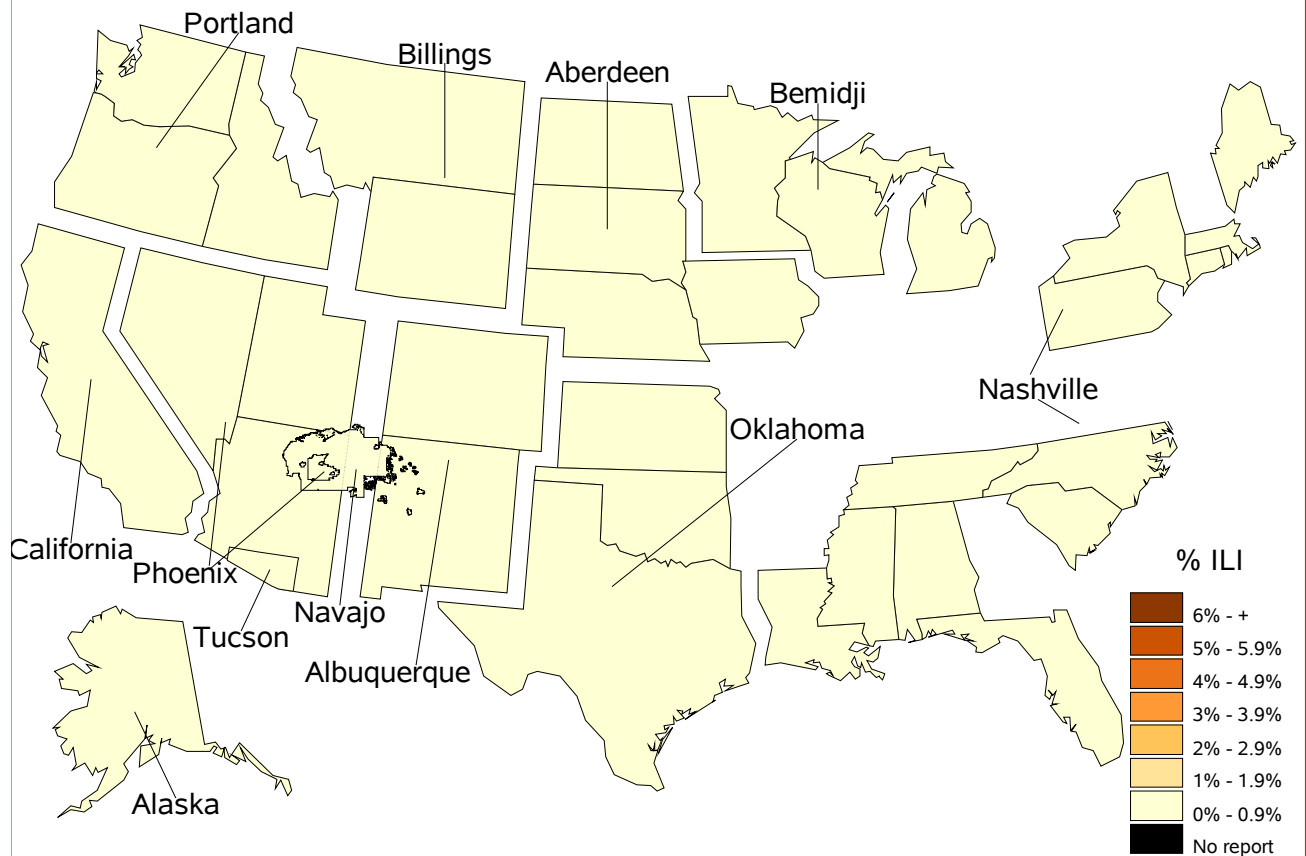 Portland
Billings
Aberdeen
Bemidji
Nashville
Oklahoma
California
Phoenix
Navajo
Tucson
Albuquerque
Alaska
% ILI
6% - +
5% - 5.9%
4% - 4.9%
3% - 3.9%
2% - 2.9%
1% - 1.9%
0% - 0.9%
No report